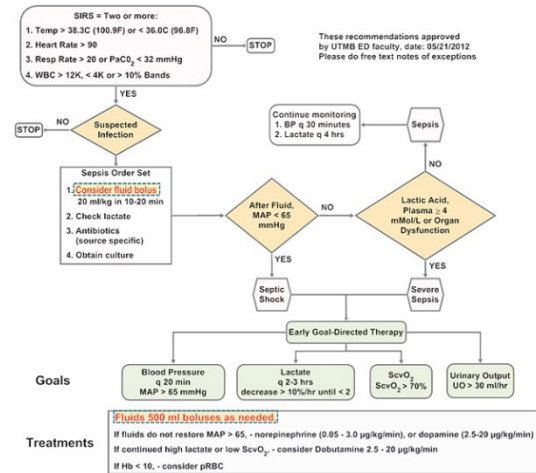 SIRS = Two or more:
1. Temp > 38.3C (100.9F) or < 36.0C (96.8F)
2. Heart Rate > 90
3. Resp Rate > 20 or PaC0₂ < 32 mmHg
4. WBC > 12K, < 4K or > 10% Bands
NO
STOP
These recommendations approved
by UTMB ED faculty, date: 05/21/2012
Please do free text notes of exceptions
YES
STOP
NO
Suspected
Infection
Continue monitoring
1. BP q 30 minutes
2. Lactate q 4 hrs
Sepsis
Sepsis Order Set
1. Consider fluid bolus
20 ml/kg in 10-20 min
2. Check lactate
3. Antibiotics
(source specific)
4. Obtain culture
After Fluid,
MAP < 65
mmHg
NO
NO
Lactic Acid,
Plasma ≥ 4
mMol/L or Organ
Dysfunction
YES
YES
Septic
Shock
Severe
Sepsis
Early Goal-Directed Therapy
Goals
Blood Pressure
q 20 min
MAP > 65 mmHg
Lactate
q 2-3 hrs
decrease > 10%/hr until < 2
ScvO₂
ScvO₂ > 70%
Urinary Output
UO > 30 ml/hr
Treatments
Fluids 500 ml boluses as needed.
If fluids do not restore MAP > 65, - norepinephrine (0.05 - 3.0 µg/kg/min), or dopamine (2.5-20 µg/kg/min)
If continued high lactate or low ScvO₂, - consider Dobutamine 2.5 - 20 µg/kg/min
If Hb < 10, - consider pRBC